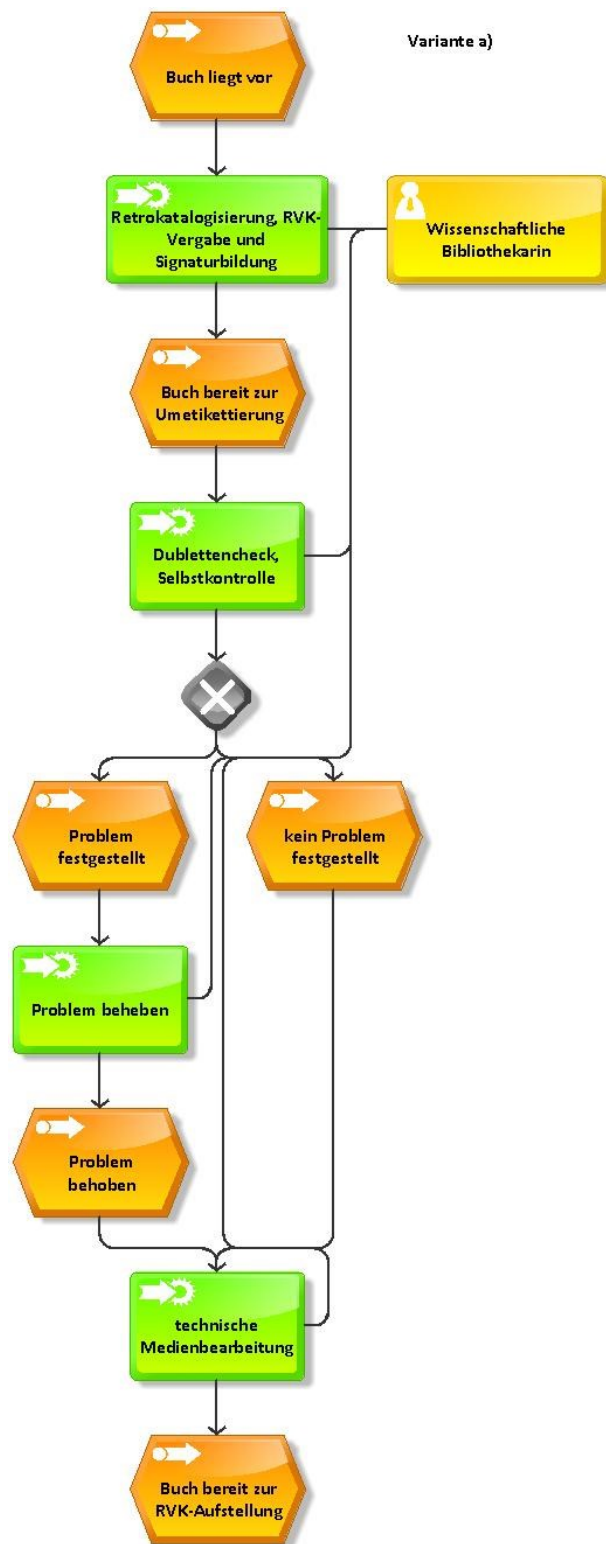 Variante a)
Buch liegt vor
Retrokatalogisierung, RVK-
Vergabe und
Signaturbildung
Wissenschaftliche
Bibliothekarin
Buch bereit zur
Umetikettierung
Dublettencheck,
Selbstkontrolle
Problem
festgestellt
kein Problem
festgestellt
Problem beheben
Problem
behoben
technische
Medienbearbeitung
Buch bereit zur
RVK-Aufstellung